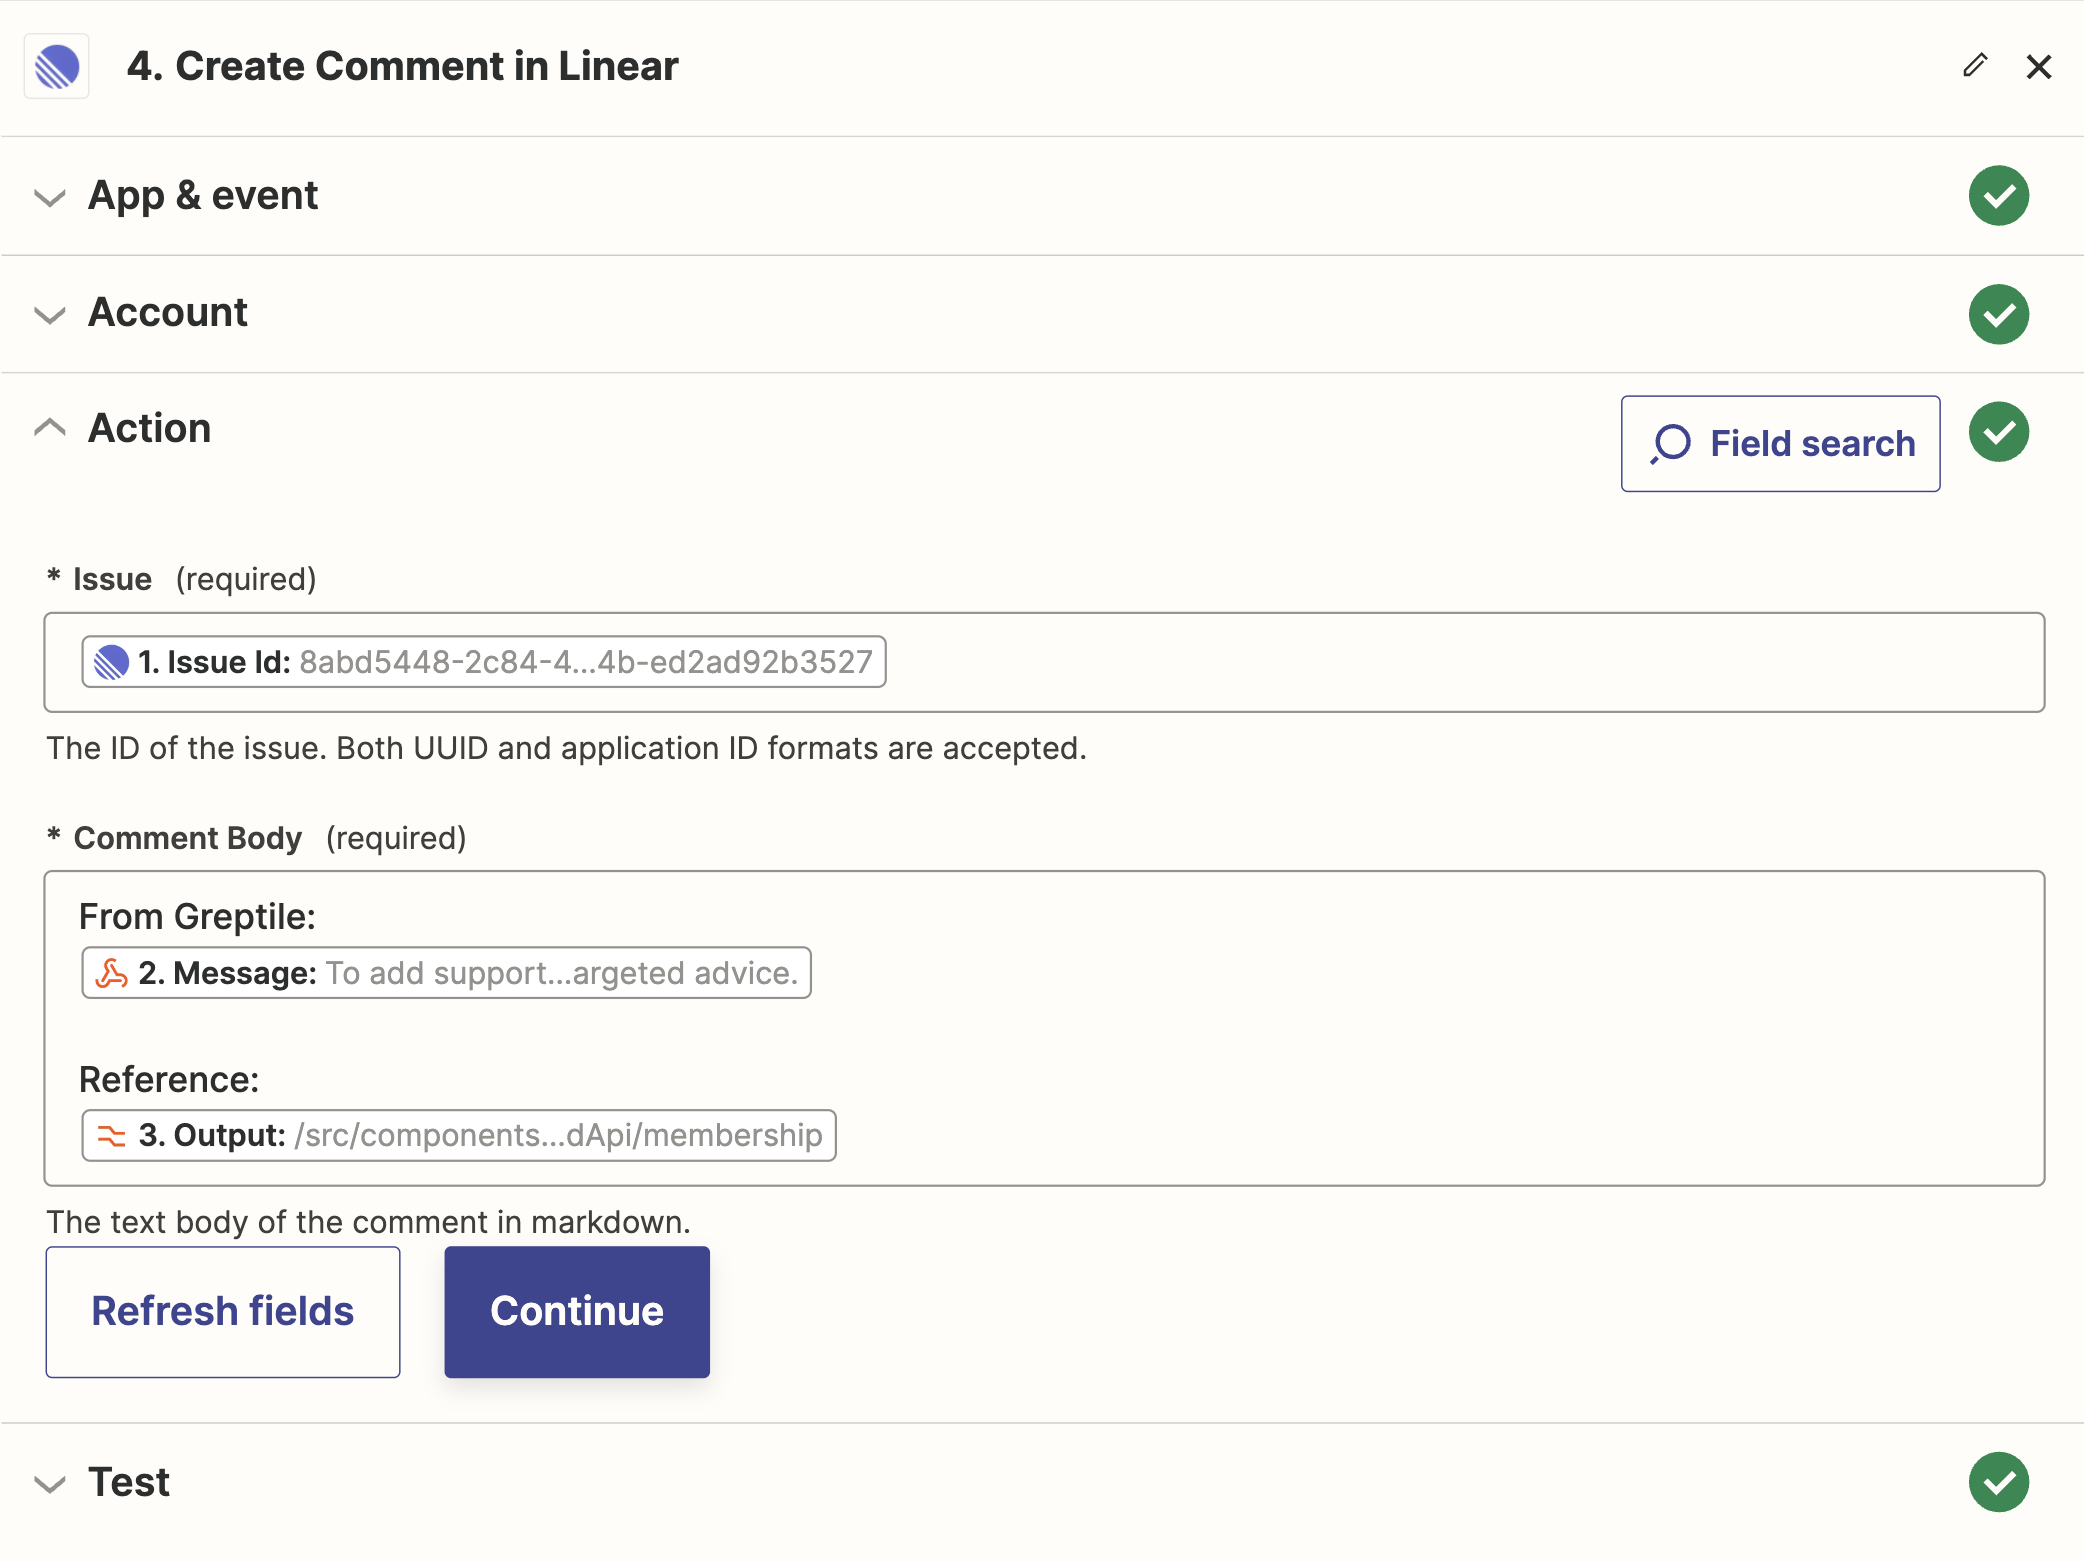 4. Create Comment in Linear
App & event
Account
Action
Field search
* Issue (required)
1. Issue Id: 8abd5448-2c84-4...4b-ed2ad92b3527
The ID of the issue. Both UUID and application ID formats are accepted.
* Comment Body (required)
From Greptile:
2. Message: To add support...argeted advice.
Reference:
3. Output: /src/components...dApi/membership
The text body of the comment in markdown.
Refresh fields
Continue
Test